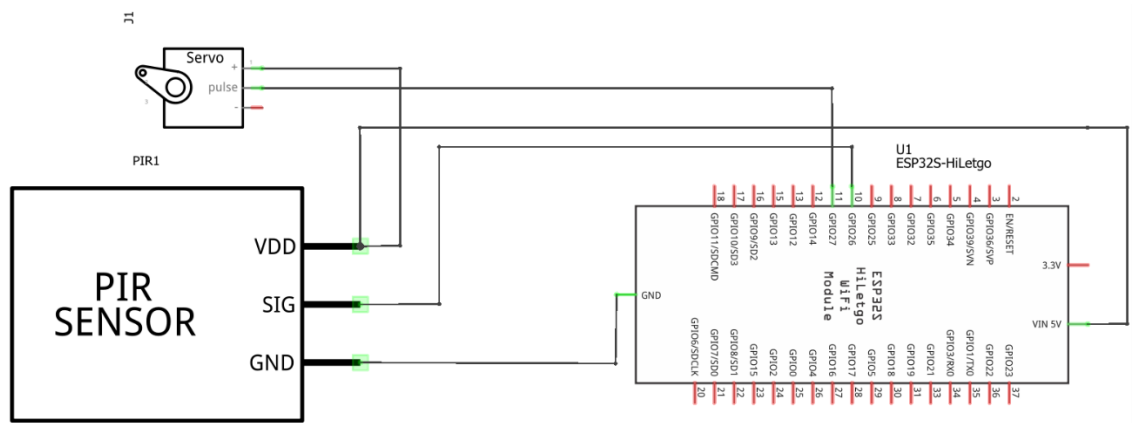 J1
Servo
+
1
pulse
3
-
PIR1
PIR
SENSOR
VDD
SIG
GND
U1
ESP32S-HiLetgo
18
17
16
15
13
12
11
10
9
8
7
6
5
4
3
2
GPIO11/SDCMD
GPIO10/SD3
GPIO9/SD2
GPIO13
GPIO12
GPIO14
GPIO27
GPIO26
GPIO25
GPIO33
GPIO32
GPIO35
GPIO34
GPIO39/SVN
GPIO36/SVP
EN/RESET
3.3V
GND
ESP32S
HiLetgo
WiFi
Module
VIN 5V
GPIO6/SDCLK
GPIO7/SD0
GPIO8/SD1
GPIO15
GPIO2
GPIO0
GPIO4
GPIO16
GPIO17
GPIO5
GPIO18
GPIO19
GPIO21
GPIO3/RX0
GPIO1/TX0
GPIO22
GPIO23
20
21
22
23
24
25
26
27
28
29
30
31
33
34
35
36
37